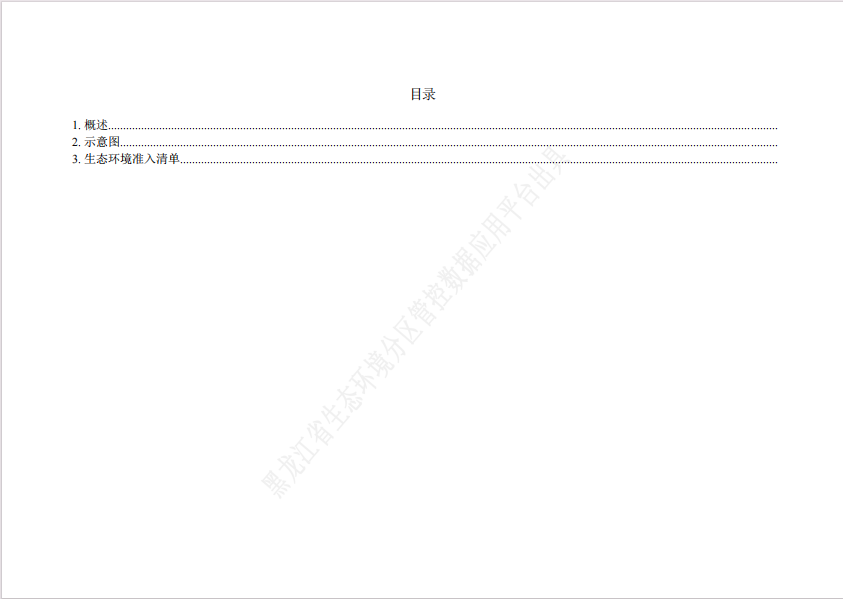 目录
1. 概述................................................................
2. 示意图................................................................
3. 生态环境准入清单................................................................
黑龙江省生态环境分区管控数据应用平台出具